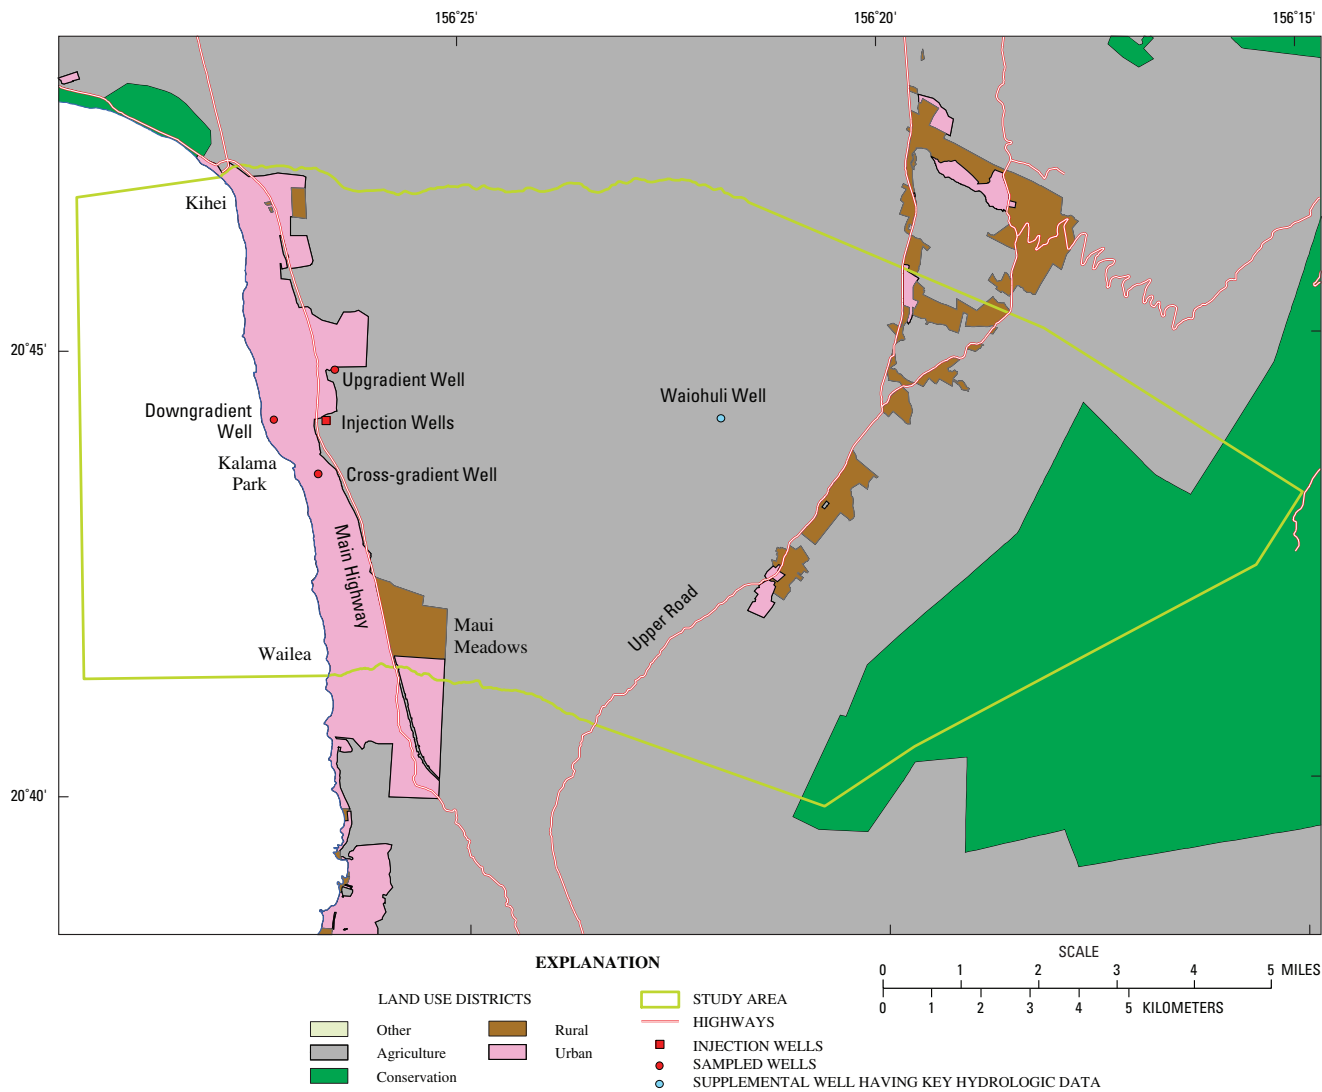 156°25'
156°20'
156°15'
Kihei
20°45'
Upgradient Well
Waiohuli Well
Downgradient
Well
Injection Wells
Kalama
Park
Cross-gradient Well
Main Highway
Upper Road
Maui
Meadows
Wailea
20°40'
EXPLANATION
SCALE
0 1 2 3 4 5 MILES
0 1 2 3 4 5 KILOMETERS
LAND USE DISTRICTS
Other
Agriculture
Conservation
Rural
Urban
STUDY AREA
HIGHWAYS
INJECTION WELLS
SAMPLED WELLS
SUPPLEMENTAL WELL HAVING KEY HYDROLOGIC DATA